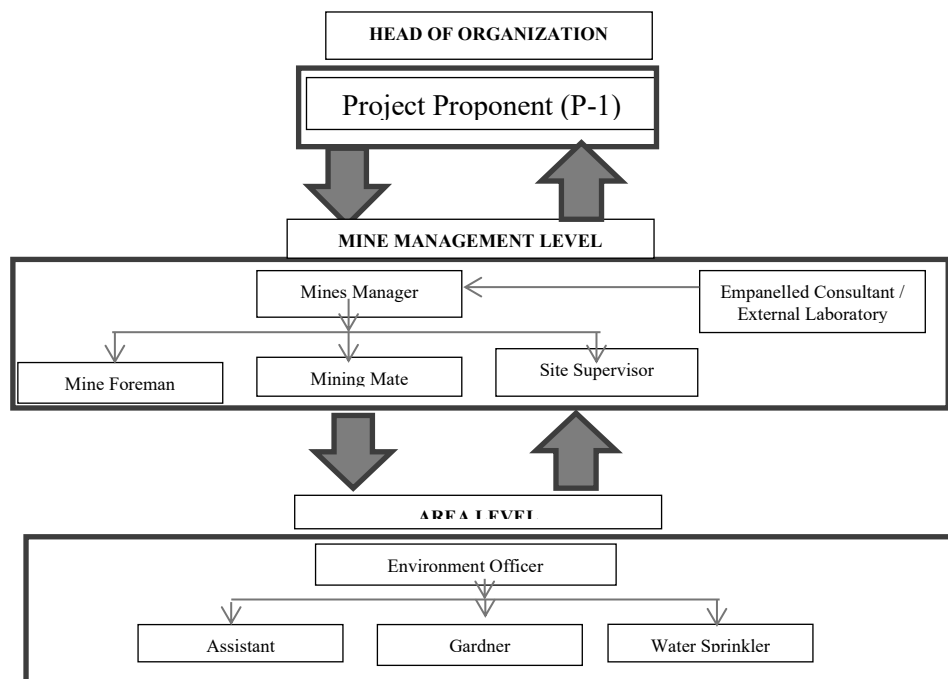 HEAD OF ORGANIZATION
Project Proponent (P-1)
MINE MANAGEMENT LEVEL
Mines Manager
Empanelled Consultant /
External Laboratory
Mine Foreman
Mining Mate
Site Supervisor
AREA LEVEL
Environment Officer
Assistant
Gardner
Water Sprinkler